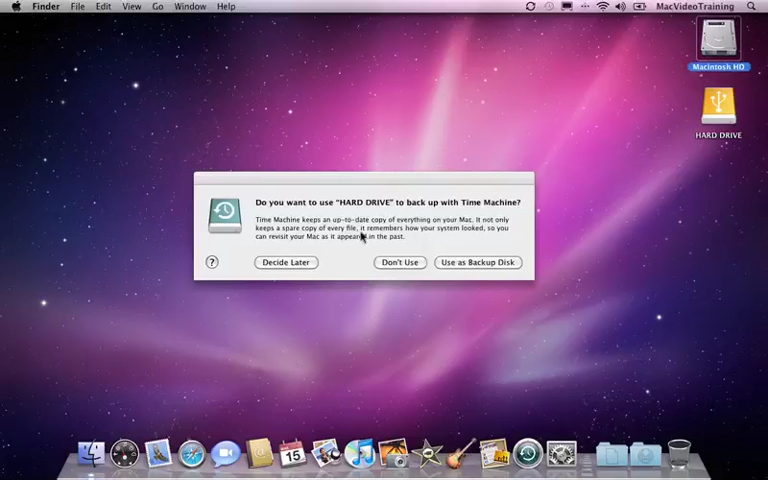 Finder File Edit View Go Window Help MacVideoTraining
Macintosh HD
HARD DRIVE
Do you want to use “HARD DRIVE” to back up with Time Machine?
Time Machine keeps an up-to-date copy of everything on your Mac. It not only
keeps a spare copy of every file, it remembers how your system looked, so you
can revisit your Mac as it appeared in the past.
? Decide Later Don't Use Use as Backup Disk
15